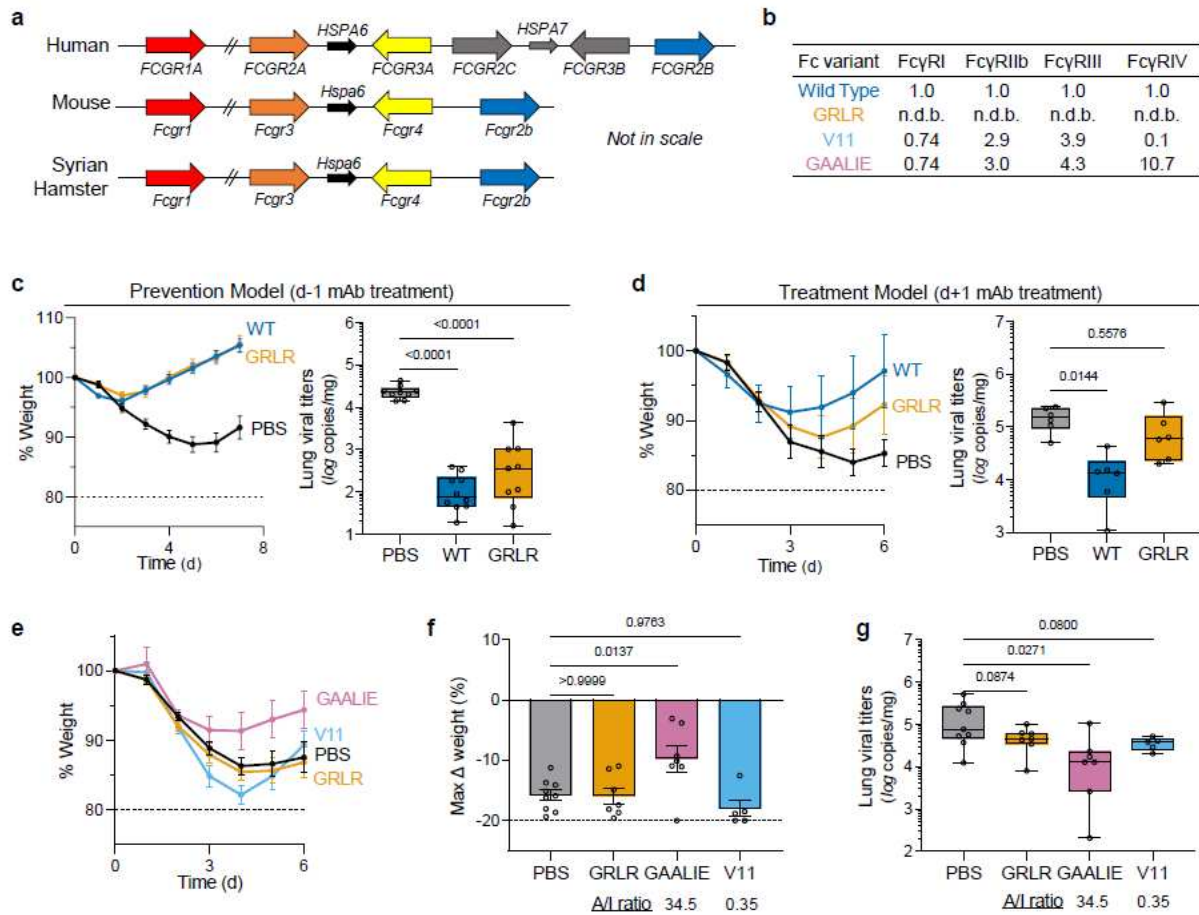 a
HSPA6 HSPA7
Human
FCGR1A FCGR2A FCGR3A FCGR2C FCGR3B FCGR2B
Hspa6
Mouse
Fcgr1 Fcgr3 Fcgr4 Fcgr2b
Not in scale
Hspa6
Syrian
Hamster
Fcgr1 Fcgr3 Fcgr4 Fcgr2b
b
Fc variant FcγRI FcγRIIb FcγRIII FcγRIV
Wild Type 1.0 1.0 1.0 1.0
GRLR n.d.b. n.d.b. n.d.b. n.d.b.
V11 0.74 2.9 3.9 0.1
GAALIE 0.74 3.0 4.3 10.7
c
Prevention Model (d-1 mAb treatment)
% Weight
110
100
90
80
WT
GRLR
PBS
0 4 8
Time (d)
Lung viral titers
(log copies/mg)
6
5
4
3
2
1
<0.0001
<0.0001
PBS WT GRLR
d
Treatment Model (d+1 mAb treatment)
% Weight
100
90
80
WT
GRLR
PBS
0 3 6
Time (d)
Lung viral titers
(log copies/mg)
7
6
5
4
3
0.5576
0.0144
PBS WT GRLR
e
% Weight
100
90
80
GAALIE
V11
PBS
GRLR
0 3 6
Time (d)
f
Max Δ weight (%)
10
0
-10
-20
0.9763
0.0137
>0.9999
PBS GRLR GAALIE V11
A/I ratio 34.5 0.35
g
Lung viral titers
(log copies/mg)
7
6
5
4
3
2
0.0800
0.0271
0.0874
PBS GRLR GAALIE V11
A/I ratio 34.5 0.35